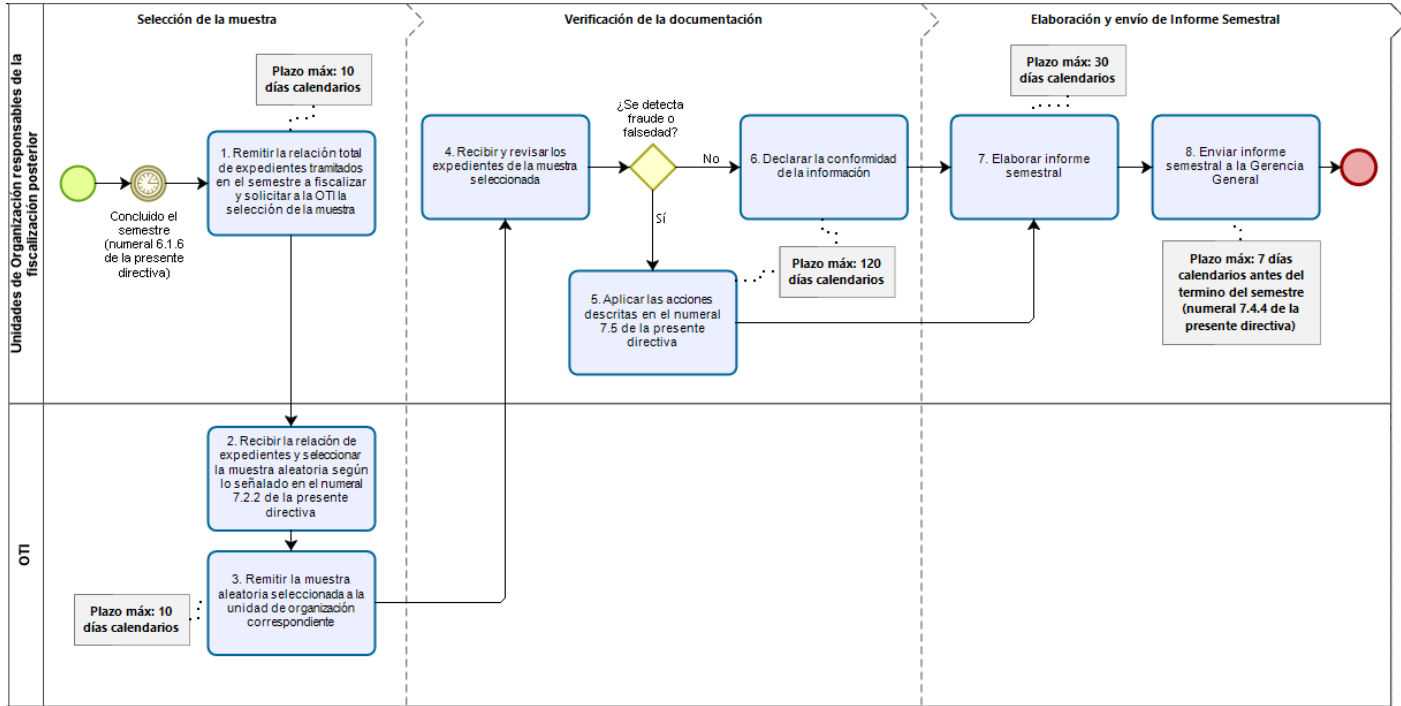 Selección de la muestra
Verificación de la documentación
Elaboración y envío de Informe Semestral
Unidades de Organización responsables de la
fiscalización posterior
Plazo máx: 10
días calendarios
Concluido el
semestre
(numeral 6.1.6
de la presente
directiva)
1. Remitir la relación total
de expedientes tramitados
en el semestre a fiscalizar
y solicitar a la OTI la
selección de la muestra
4. Recibir y revisar los
expedientes de la muestra
seleccionada
¿Se detecta
fraude o
falsedad?
No
Sí
6. Declarar la conformidad
de la información
Plazo máx: 120
días calendarios
5. Aplicar las acciones
descritas en el numeral
7.5 de la presente
directiva
Plazo máx: 30
días calendarios
7. Elaborar informe
semestral
8. Enviar informe
semestral a la Gerencia
General
Plazo máx: 7 días
calendarios antes del
termino del semestre
(numeral 7.4.4 de la
presente directiva)
OTI
2. Recibir la relación de
expedientes y seleccionar
la muestra aleatoria según
lo señalado en el numeral
7.2.2 de la presente
directiva
3. Remitir la muestra
aleatoria seleccionada a la
unidad de organización
correspondiente
Plazo máx: 10
días calendarios